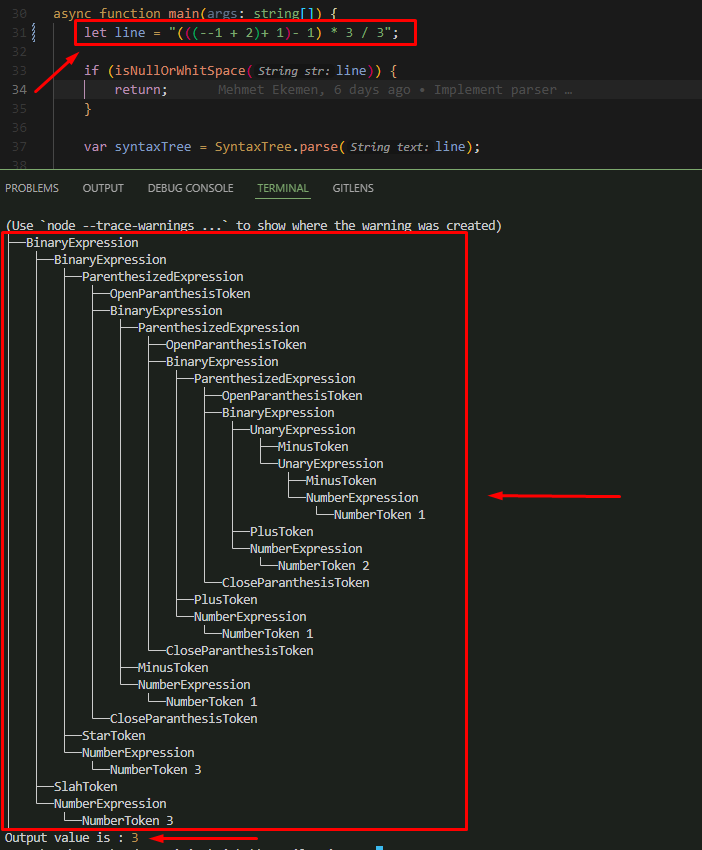 30 async function main(args: string[]) {
31 let line = "(((--1 + 2)+ 1)- 1) * 3 / 3";
32
33 if (isNullOrWhitSpace(String str: line)) {
34 return; Mehmet Ekemen, 6 days ago • Implement parser …
35 }
36
37 var syntaxTree = SyntaxTree.parse(String text: line);
38
PROBLEMS OUTPUT DEBUG CONSOLE TERMINAL GITLENS
(Use `node --trace-warnings ...` to show where the warning was created)
├──BinaryExpression
│   ├──BinaryExpression
│   │   ├──ParenthesizedExpression
│   │   │   ├──OpenParanthesisToken
│   │   │   ├──BinaryExpression
│   │   │   │   ├──ParenthesizedExpression
│   │   │   │   │   ├──OpenParanthesisToken
│   │   │   │   │   ├──BinaryExpression
│   │   │   │   │   │   ├──ParenthesizedExpression
│   │   │   │   │   │   │   ├──OpenParanthesisToken
│   │   │   │   │   │   │   ├──BinaryExpression
│   │   │   │   │   │   │   │   ├──UnaryExpression
│   │   │   │   │   │   │   │   │   ├──MinusToken
│   │   │   │   │   │   │   │   │   └──UnaryExpression
│   │   │   │   │   │   │   │   │       ├──MinusToken
│   │   │   │   │   │   │   │   │       └──NumberExpression
│   │   │   │   │   │   │   │   │           └──NumberToken 1
│   │   │   │   │   │   │   │   ├──PlusToken
│   │   │   │   │   │   │   │   └──NumberExpression
│   │   │   │   │   │   │   │       └──NumberToken 2
│   │   │   │   │   │   │   └──CloseParanthesisToken
│   │   │   │   │   │   ├──PlusToken
│   │   │   │   │   │   └──NumberExpression
│   │   │   │   │   │       └──NumberToken 1
│   │   │   │   │   └──CloseParanthesisToken
│   │   │   │   ├──MinusToken
│   │   │   │   └──NumberExpression
│   │   │   │       └──NumberToken 1
│   │   │   └──CloseParanthesisToken
│   │   ├──StarToken
│   │   └──NumberExpression
│   │       └──NumberToken 3
│   ├──SlahToken
│   └──NumberExpression
│       └──NumberToken 3
Output value is : 3